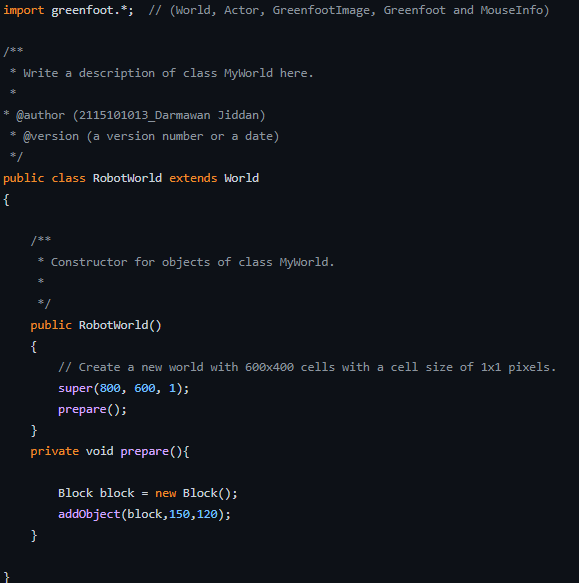 import greenfoot.*;  // (World, Actor, GreenfootImage, Greenfoot and MouseInfo)
/**
 * Write a description of class MyWorld here.
 *
* @author (2115101013_Darmawan Jiddan)
 * @version (a version number or a date)
 */
public class RobotWorld extends World
{
    /**
     * Constructor for objects of class MyWorld.
     *
     */
    public RobotWorld()
    {
        // Create a new world with 600x400 cells with a cell size of 1x1 pixels.
        super(800, 600, 1);
        prepare();
    }
    private void prepare(){
        Block block = new Block();
        addObject(block,150,120);
    }
}